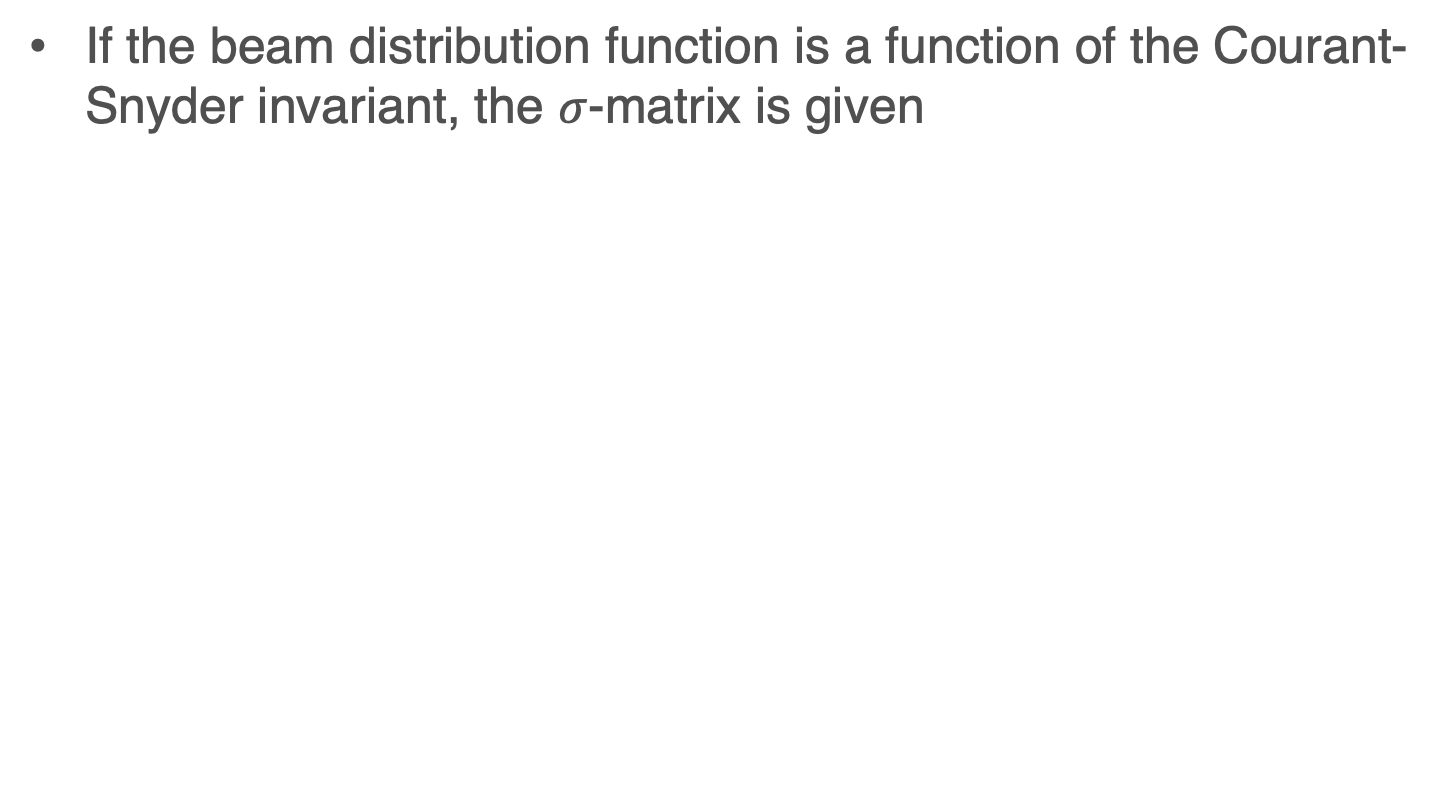 • If the beam distribution function is a function of the Courant-
Snyder invariant, the σ-matrix is given